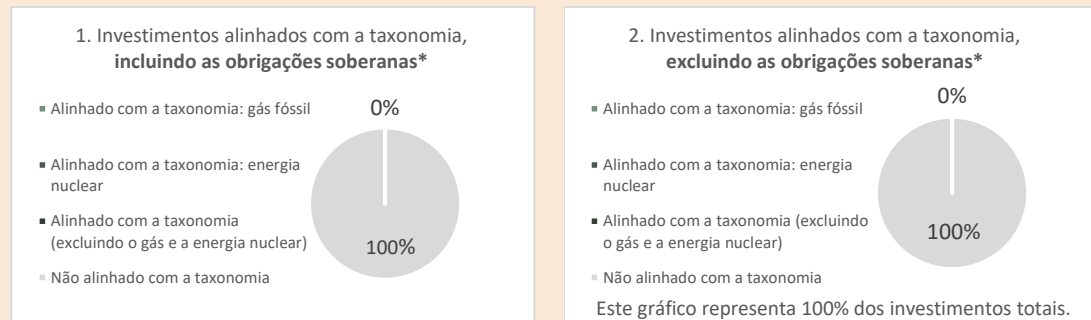 1. Investimentos alinhados com a taxonomia,
incluindo as obrigações soberanas*
Alinhado com a taxonomia: gás fóssil
0%
Alinhado com a taxonomia: energia
nuclear
Alinhado com a taxonomia
(excluindo o gás e a energia nuclear)
100%
Não alinhado com a taxonomia
2. Investimentos alinhados com a taxonomia,
excluindo as obrigações soberanas*
0%
Alinhado com a taxonomia: gás fóssil
Alinhado com a taxonomia: energia
nuclear
Alinhado com a taxonomia (excluindo
o gás e a energia nuclear)
100%
Não alinhado com a taxonomia
Este gráfico representa 100% dos investimentos totais.